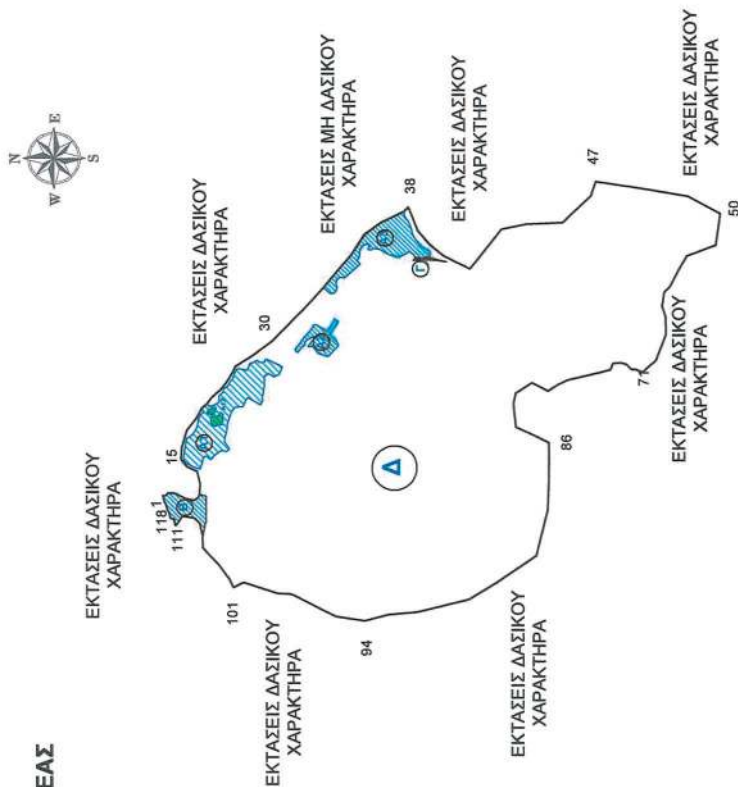 N
W
E
S
ΕΑΣ
ΕΚΤΑΣΕΙΣ ΔΑΣΙΚΟΥ
ΧΑΡΑΚΤΗΡΑ
ΕΚΤΑΣΕΙΣ ΔΑΣΙΚΟΥ
ΧΑΡΑΚΤΗΡΑ
ΕΚΤΑΣΕΙΣ ΜΗ ΔΑΣΙΚΟΥ
ΧΑΡΑΚΤΗΡΑ
ΕΚΤΑΣΕΙΣ ΔΑΣΙΚΟΥ
ΧΑΡΑΚΤΗΡΑ
ΕΚΤΑΣΕΙΣ ΔΑΣΙΚΟΥ
ΧΑΡΑΚΤΗΡΑ
ΕΚΤΑΣΕΙΣ ΔΑΣΙΚΟΥ
ΧΑΡΑΚΤΗΡΑ
ΕΚΤΑΣΕΙΣ ΔΑΣΙΚΟΥ
ΧΑΡΑΚΤΗΡΑ
ΕΚΤΑΣΕΙΣ ΔΑΣΙΚΟΥ
ΧΑΡΑΚΤΗΡΑ
118
1
111
15
30
38
47
50
71
86
94
101
Β
Γ
Δ